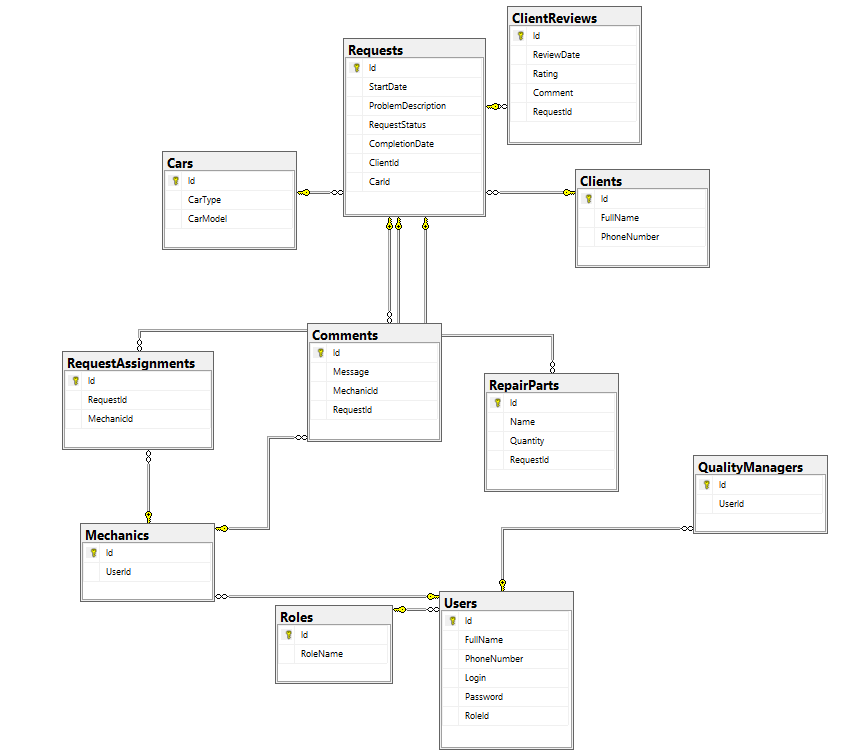 ClientReviews
Id
ReviewDate
Rating
Comment
RequestId
Requests
Id
StartDate
ProblemDescription
RequestStatus
CompletionDate
ClientId
CarId
Cars
Id
CarType
CarModel
Clients
Id
FullName
PhoneNumber
Comments
Id
Message
MechanicId
RequestId
RequestAssignments
Id
RequestId
MechanicId
RepairParts
Id
Name
Quantity
RequestId
QualityManagers
Id
UserId
Mechanics
Id
UserId
Roles
Id
RoleName
Users
Id
FullName
PhoneNumber
Login
Password
RoleId